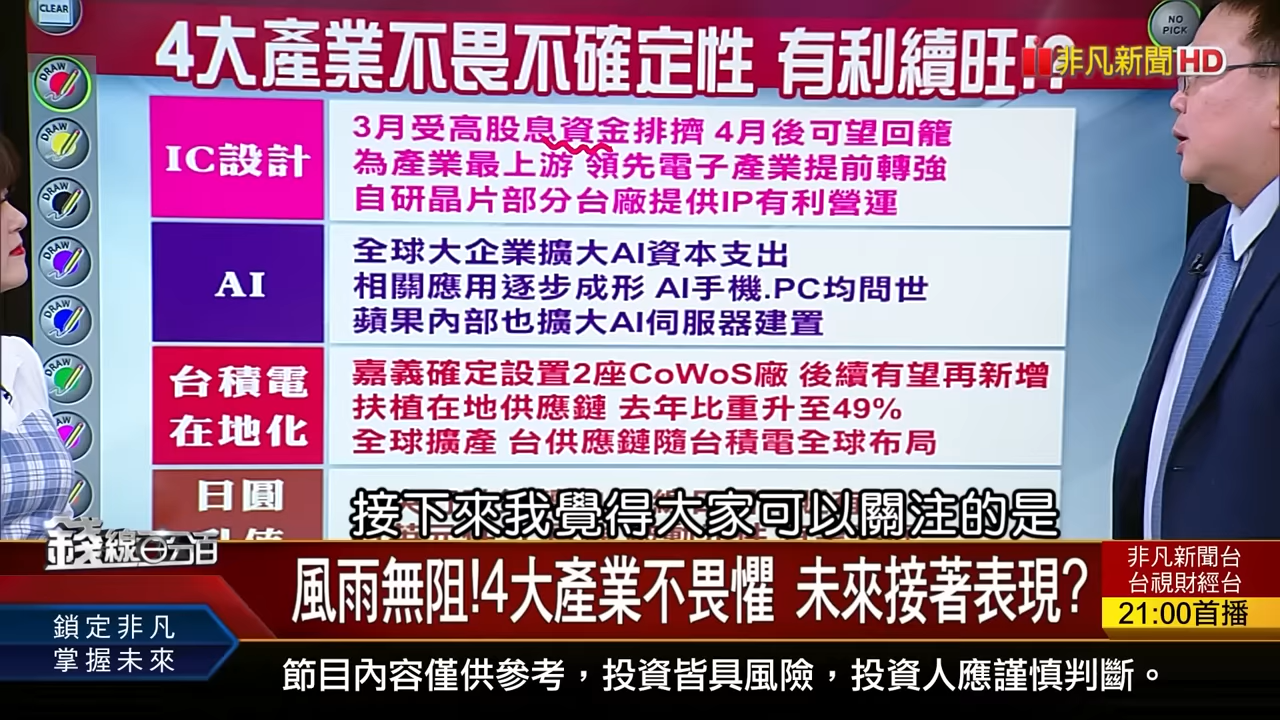 CLEAR
NO
PICK
4大產業不畏不確定性 有利續旺!?
非凡新聞HD
DRAW
IC設計
3月受高股息資金排擠 4月後可望回籠
為產業最上游 領先電子產業提前轉強
自研晶片部分台廠提供IP有利營運
DRAW
DRAW
AI
全球大企業擴大AI資本支出
相關應用逐步成形 AI手機.PC均問世
蘋果內部也擴大AI伺服器建置
DRAW
DRAW
台積電
在地化
嘉義確定設置2座CoWoS廠 後續有望再新增
扶植在地供應鏈 去年比重升至49%
全球擴產 台供應鏈隨台積電全球布局
DRAW
DRAW
日圓
接下來我覺得大家可以關注的是
錢線百分百
風雨無阻!4大產業不畏懼 未來接著表現?
非凡新聞台
台視財經台
21:00首播
鎖定非凡
掌握未來
節目內容僅供參考，投資皆具風險，投資人應謹慎判斷。